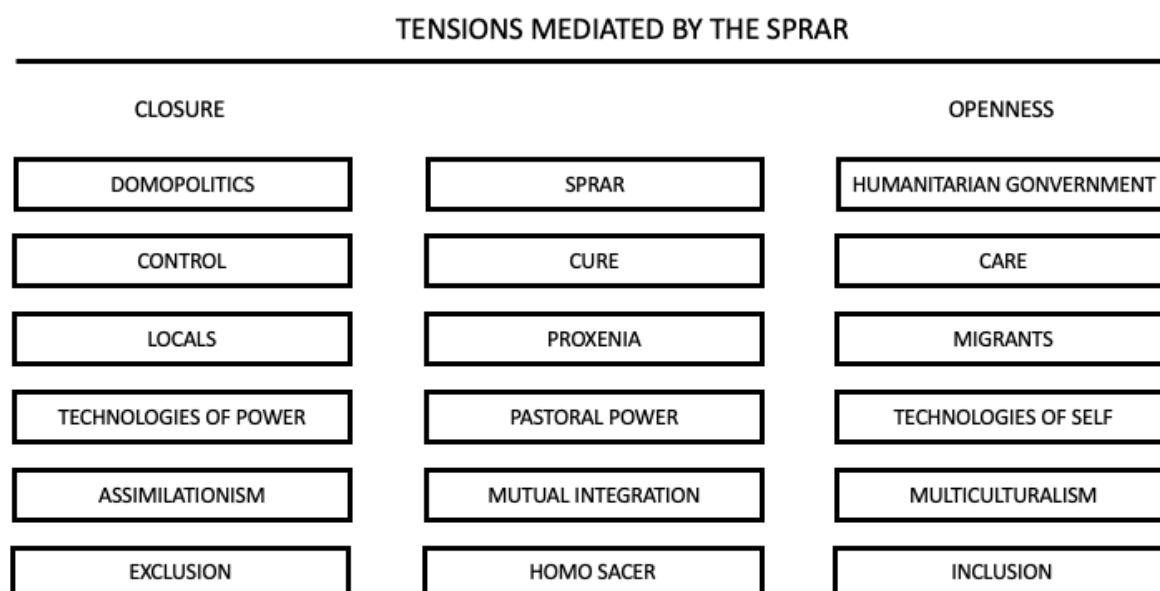 TENSIONS MEDIATED BY THE SPRAR
CLOSURE OPENNESS
DOMOPOLITICS SPRAR HUMANITARIAN GONVERNMENT
CONTROL CURE CARE
LOCALS PROXENIA MIGRANTS
TECHNOLOGIES OF POWER PASTORAL POWER TECHNOLOGIES OF SELF
ASSIMILATIONISM MUTUAL INTEGRATION MULTICULTURALISM
EXCLUSION HOMO SACER INCLUSION